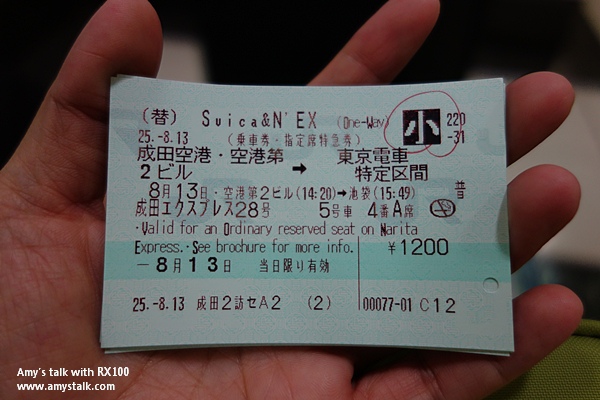 (替) Suica&N'EX (One-Way) 小 220
25.-8.13 (乗車券・指定席特急券) -31
成田空港・空港第 東京電車
2ビル → 特定区間
8月13日・空港第2ビル(14:20)→池袋(15:49) 普
成田エクスプレス28号 5号車 4番A席
・Valid for an Ordinary reserved seat on Narita
Express.・See brochure for more info. ¥1200
-8月13日 当日限り有効
25.-8.13 成田2訪セA2 (2) 00077-01 C12
Amy's talk with RX100
www.amystalk.com